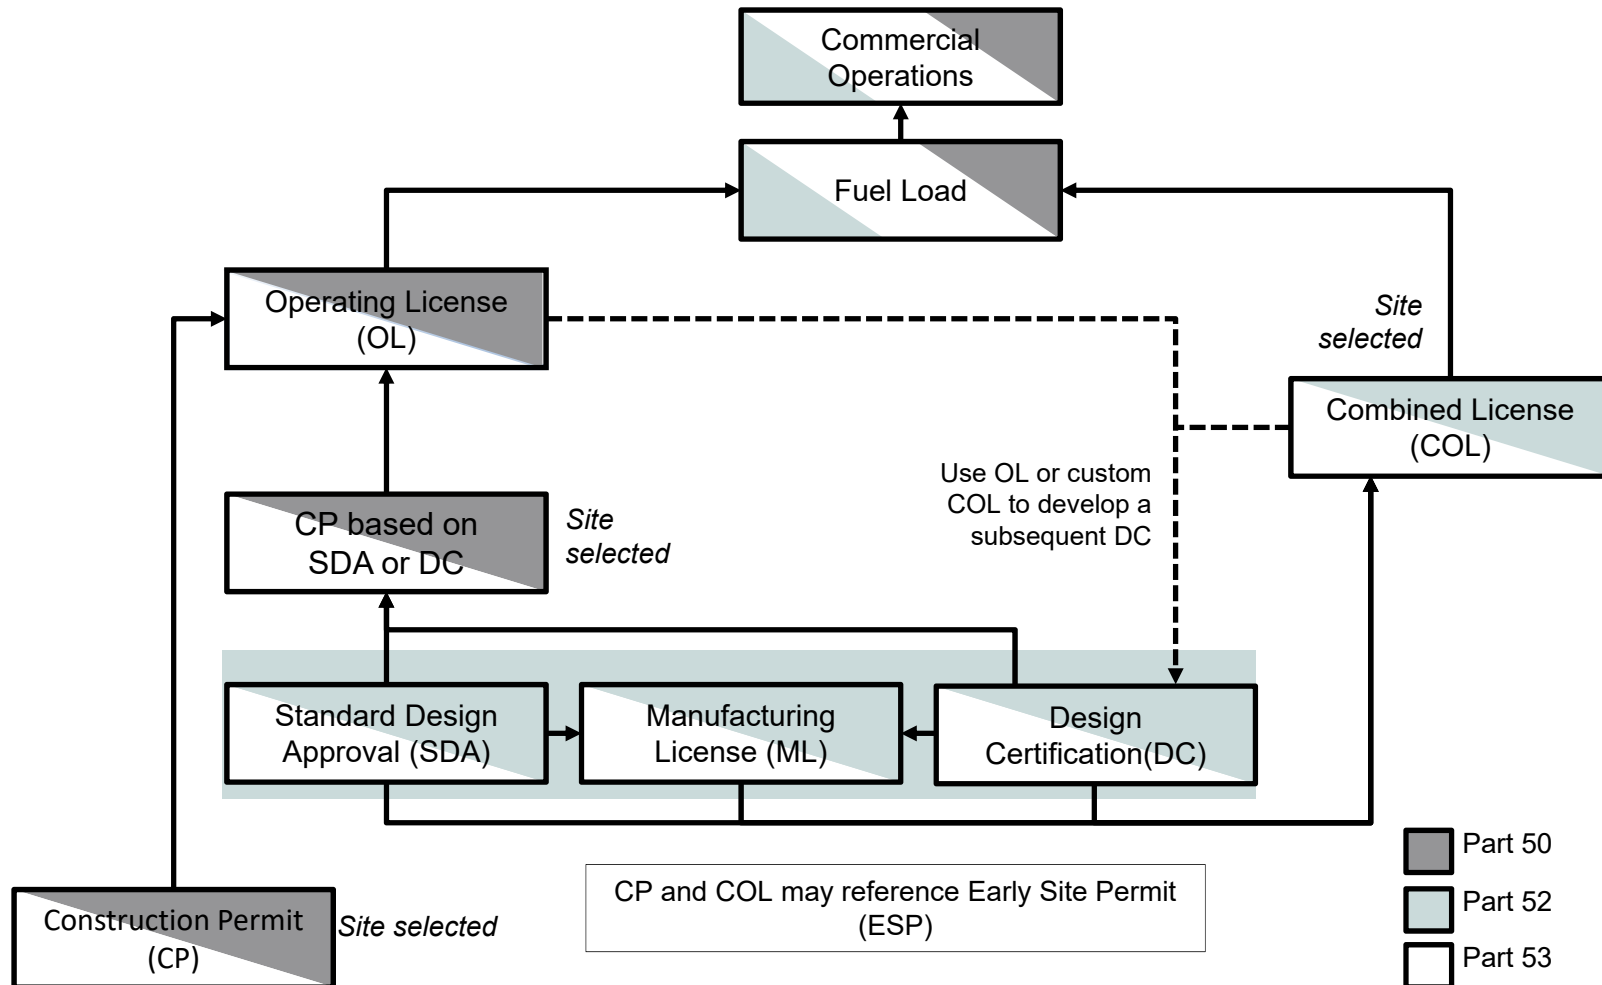 Commercial
Operations
Fuel Load
Operating License
(OL)
Site
selected
Combined License
(COL)
Use OL or custom
COL to develop a
subsequent DC
CP based on
SDA or DC
Site
selected
Standard Design
Approval (SDA)
Manufacturing
License (ML)
Design
Certification(DC)
Construction Permit
(CP)
Site selected
CP and COL may reference Early Site Permit
(ESP)
Part 50
Part 52
Part 53